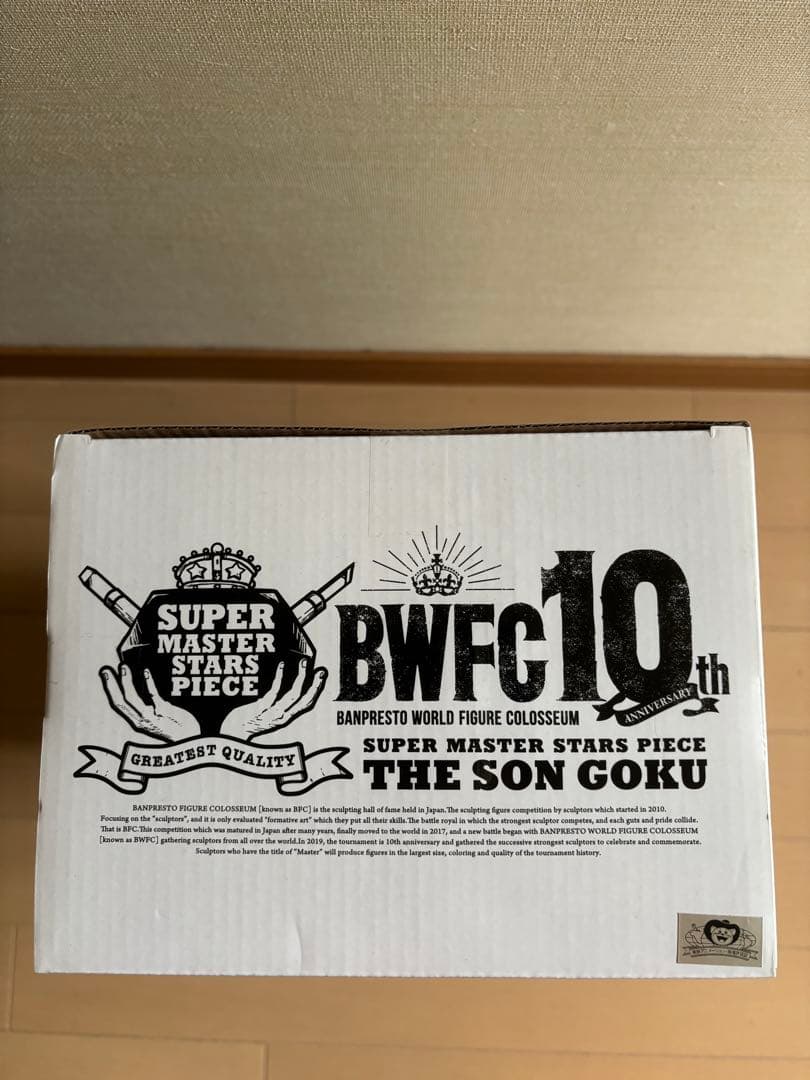 SUPER
MASTER
STARS
PIECE
GREATEST QUALITY
BWFC10th
ANNIVERSARY
BANPRESTO WORLD FIGURE COLOSSEUM
SUPER MASTER STARS PIECE
THE SON GOKU
BANPRESTO FIGURE COLOSSEUM [known as BFC] is the sculpting hall of fame held in Japan.The sculpting figure competition by sculptors which started in 2010.
Focusing on the "sculptors", and it is only evaluated "formative art" which they put all their skills.The battle royal in which the strongest sculptor competes, and each guts and pride collide.
That is BFC.This competition which was matured in Japan after many years, finally moved to the world in 2017, and a new battle began with BANPRESTO WORLD FIGURE COLOSSEUM
[known as BWFC] gathering sculptors from all over the world.In 2019, the tournament is 10th anniversary and gathered the successive strongest sculptors to celebrate and commemorate.
Sculptors who have the title of "Master" will produce figures in the largest size, coloring and quality of the tournament history.